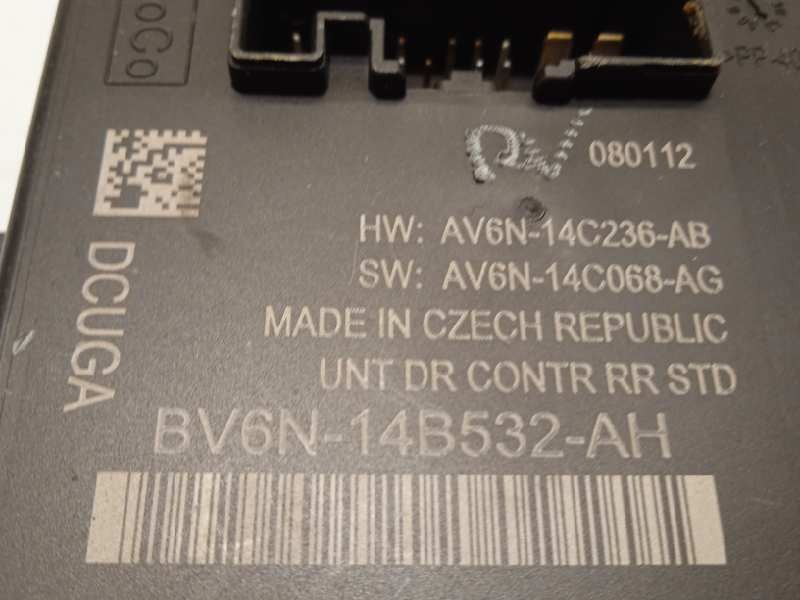 oCo
080112
HW: AV6N-14C236-AB
SW: AV6N-14C068-AG
MADE IN CZECH REPUBLIC
UNT DR CONTR RR STD
DCUGA
BV6N-14B532-AH